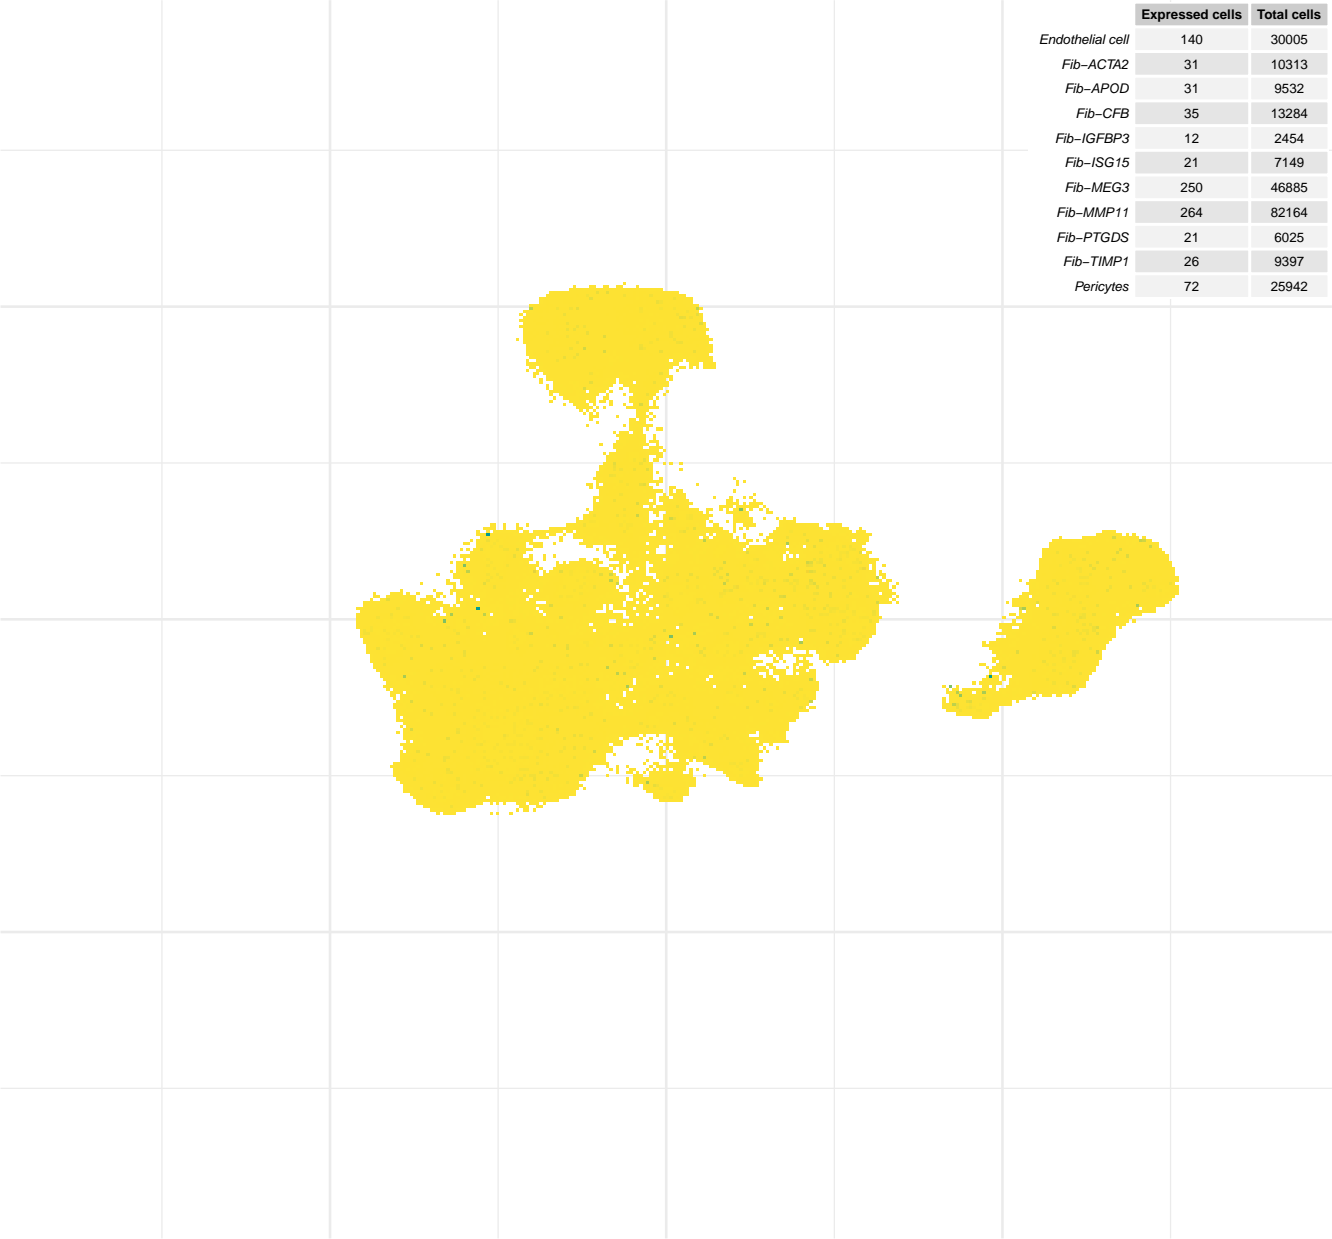 Expressed cells Total cells
Endothelial cell 140 30005
Fib−ACTA2 31 10313
Fib−APOD 31 9532
Fib−CFB 35 13284
Fib−IGFBP3 12 2454
Fib−ISG15 21 7149
Fib−MEG3 250 46885
Fib−MMP11 264 82164
Fib−PTGDS 21 6025
Fib−TIMP1 26 9397
Pericytes 72 25942